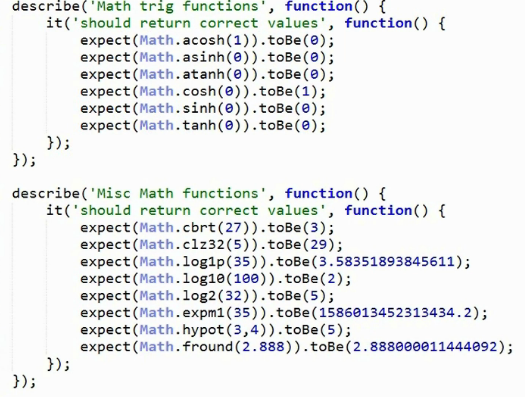 describe('Math trig functions', function() {
    it('should return correct values', function() {
        expect(Math.acosh(1)).toBe(0);
        expect(Math.asinh(0)).toBe(0);
        expect(Math.atanh(0)).toBe(0);
        expect(Math.cosh(0)).toBe(1);
        expect(Math.sinh(0)).toBe(0);
        expect(Math.tanh(0)).toBe(0);
    });
});
describe('Misc Math functions', function() {
    it('should return correct values', function() {
        expect(Math.cbrt(27)).toBe(3);
        expect(Math.clz32(5)).toBe(29);
        expect(Math.log1p(35)).toBe(3.58351893845611);
        expect(Math.log10(100)).toBe(2);
        expect(Math.log2(32)).toBe(5);
        expect(Math.expm1(35)).toBe(1586013452313434.2);
        expect(Math.hypot(3,4)).toBe(5);
        expect(Math.fround(2.888)).toBe(2.888000011444092);
    });
});